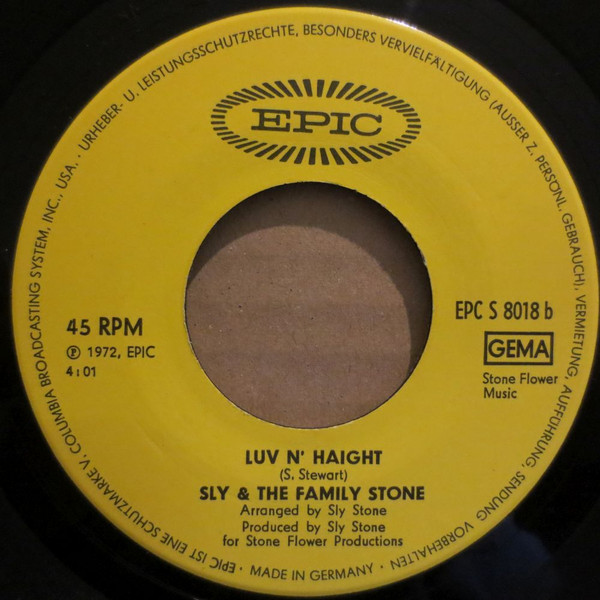 EPIC
45 RPM
Ⓟ 1972, EPIC
4:01
EPC S 8018 b
GEMA
Stone Flower
Music
LUV N' HAIGHT
(S. Stewart)
SLY & THE FAMILY STONE
Arranged by Sly Stone
Produced by Sly Stone
for Stone Flower Productions
„EPIC" IST EINE SCHUTZMARKE V. COLUMBIA BROADCASTING SYSTEM, INC., USA. · URHEBER- U. LEISTUNGSSCHUTZRECHTE, BESONDERS VERVIELFÄLTIGUNG (AUSSER Z. PERSÖNL. GEBRAUCH), VERMIETUNG, AUFFÜHRUNG, SENDUNG VORBEHALTEN · MADE IN GERMANY ·